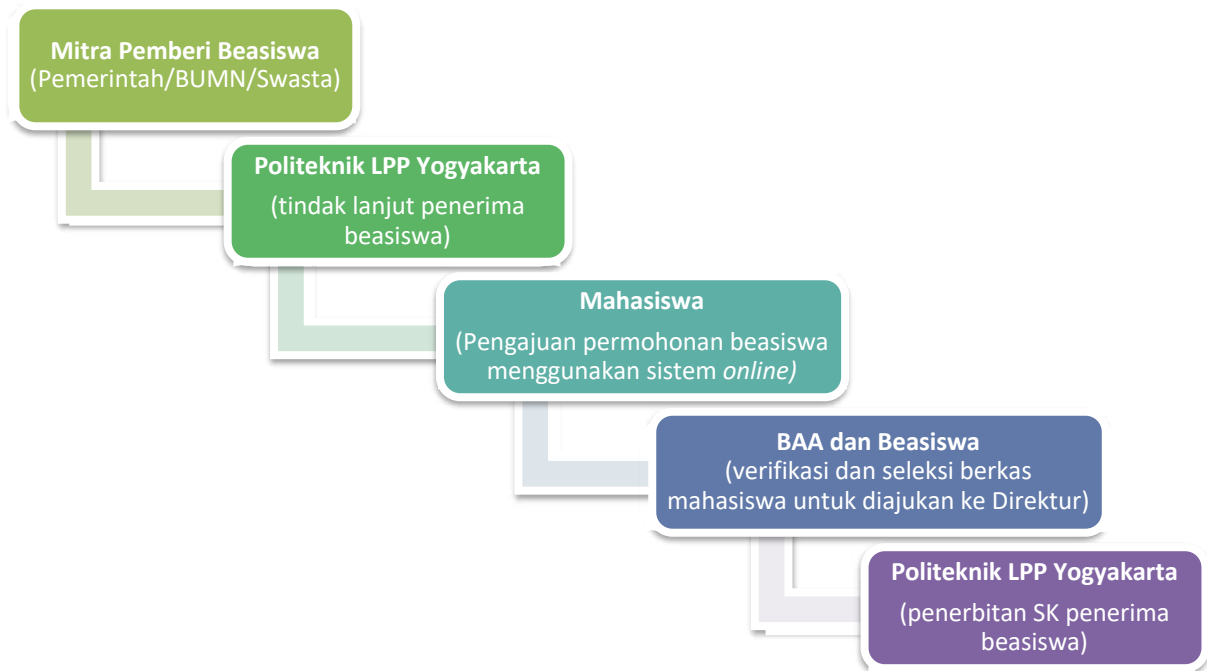 Mitra Pemberi Beasiswa
(Pemerintah/BUMN/Swasta)
Politeknik LPP Yogyakarta
(tindak lanjut penerima
beasiswa)
Mahasiswa
(Pengajuan permohonan beasiswa
menggunakan sistem online)
BAA dan Beasiswa
(verifikasi dan seleksi berkas
mahasiswa untuk diajukan ke Direktur)
Politeknik LPP Yogyakarta
(penerbitan SK penerima
beasiswa)